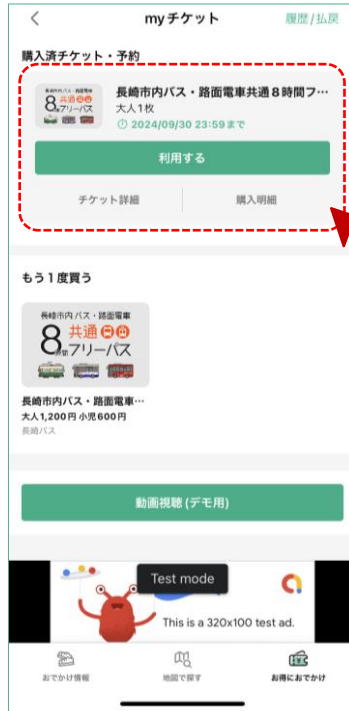 myチケット
履歴/払戻
購入済チケット・予約
長崎市内バス・路面電車
8時間
共通
フリーパス
長崎市内バス・路面電車共通8時間フ…
大人1枚
2024/09/30 23:59まで
利用する
チケット詳細
購入明細
もう1度買う
長崎市内バス・路面電車
8時間
共通
フリーパス
長崎市内バス・路面電車…
大人1,200円 小児600円
長崎バス
動画視聴 (デモ用)
Test mode
This is a 320x100 test ad.
おでかけ情報
地図で探す
お得におでかけ